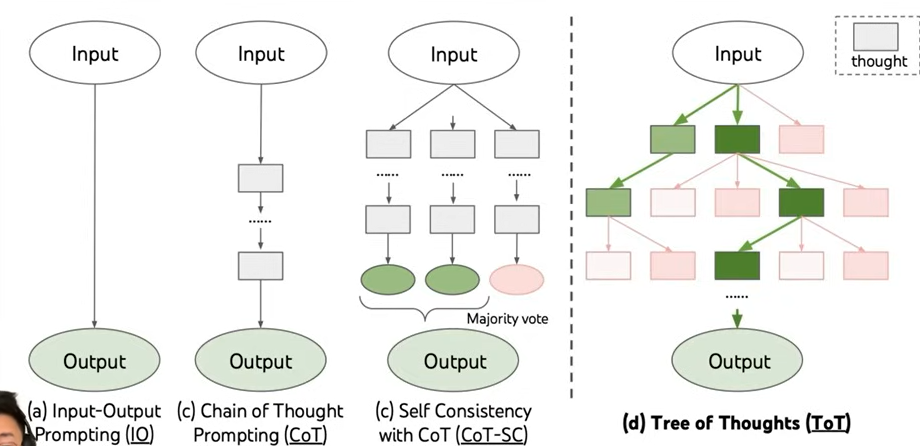 Input
Input
Input
Input
thought
......
......
......
......
......
Majority vote
Output
Output
Output
Output
(a) Input-Output
Prompting (IO)
(c) Chain of Thought
Prompting (CoT)
(c) Self Consistency
with CoT (CoT-SC)
(d) Tree of Thoughts (ToT)